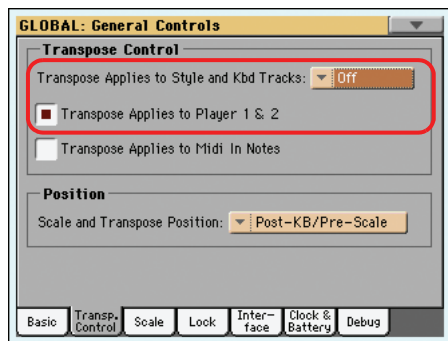 GLOBAL: General Controls
Transpose Control
Transpose Applies to Style and Kbd Tracks: Off
Transpose Applies to Player 1 & 2
Transpose Applies to Midi In Notes
Position
Scale and Transpose Position: Post-KB/Pre-Scale
Basic Transp. Control Scale Lock Inter-face Clock & Battery Debug